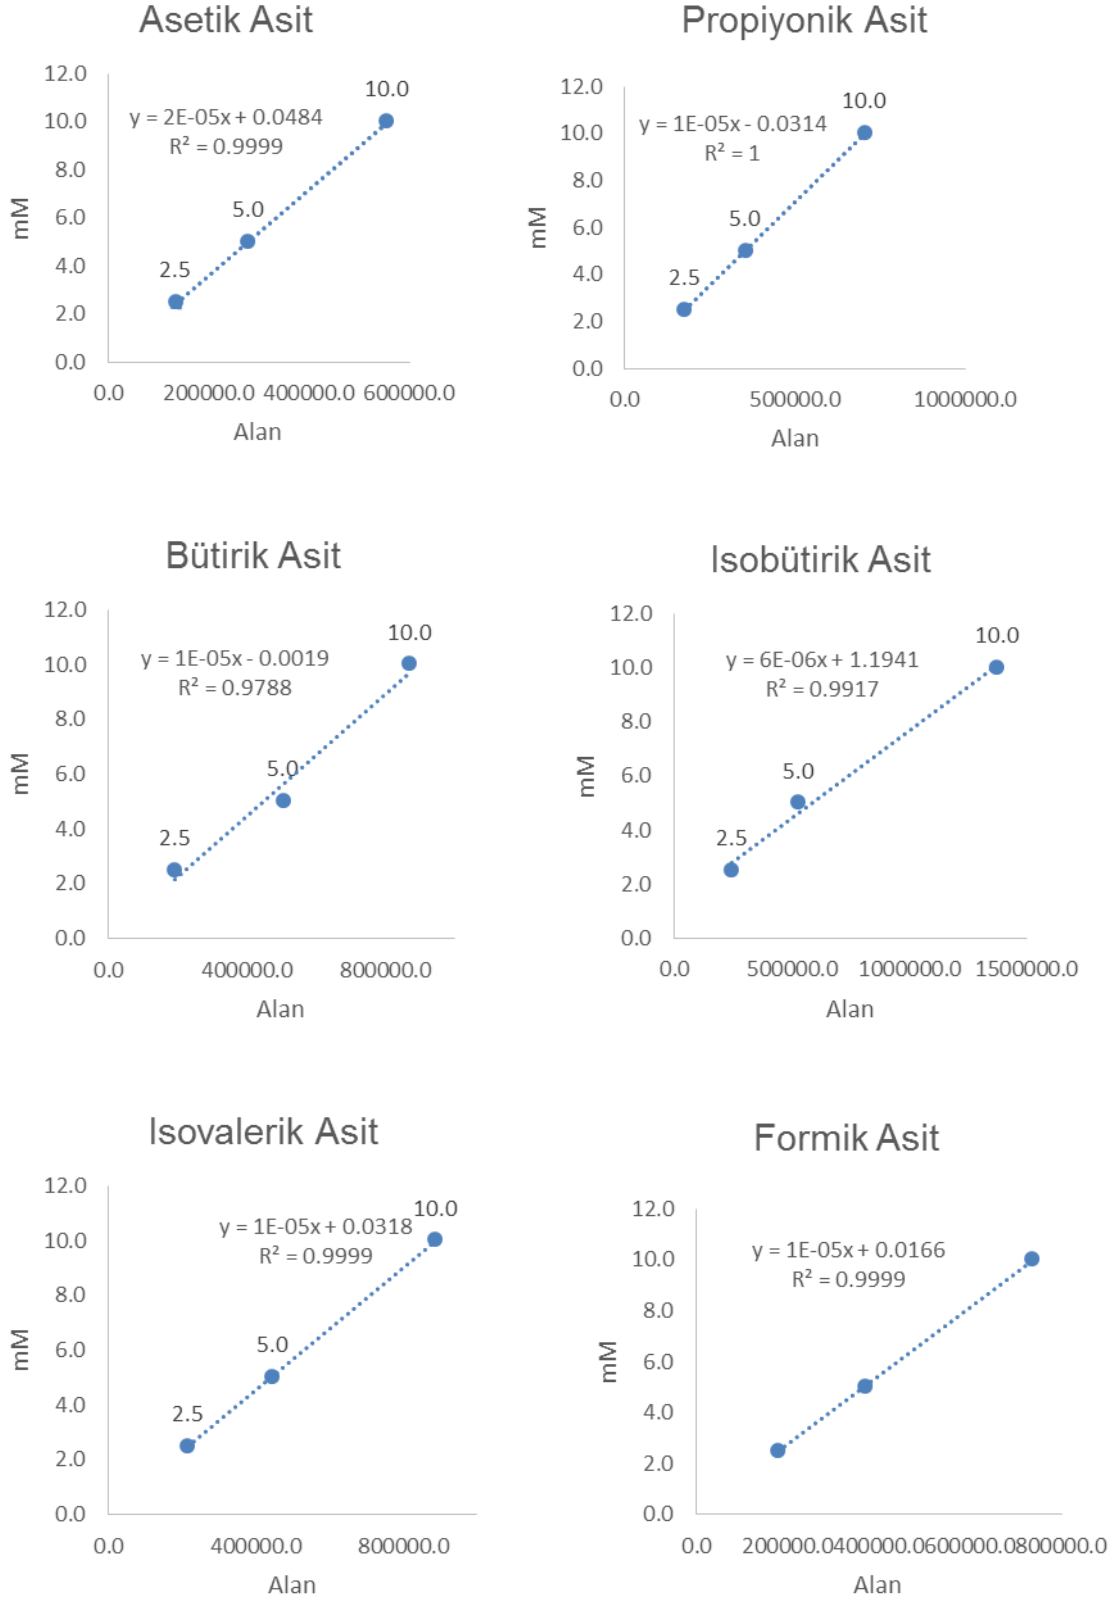 Asetik Asit
12.0
10.0
8.0
6.0
4.0
2.0
0.0
mM
y = 2E-05x + 0.0484
R² = 0.9999
2.5
5.0
10.0
0.0 200000.0 400000.0 600000.0
Alan
Propiyonik Asit
12.0
10.0
8.0
6.0
4.0
2.0
0.0
mM
y = 1E-05x - 0.0314
R² = 1
2.5
5.0
10.0
0.0 500000.0 1000000.0
Alan
Bütirik Asit
12.0
10.0
8.0
6.0
4.0
2.0
0.0
mM
y = 1E-05x - 0.0019
R² = 0.9788
2.5
5.0
10.0
0.0 400000.0 800000.0
Alan
Isobütirik Asit
12.0
10.0
8.0
6.0
4.0
2.0
0.0
mM
y = 6E-06x + 1.1941
R² = 0.9917
2.5
5.0
10.0
0.0 500000.0 1000000.0 1500000.0
Alan
Isovalerik Asit
12.0
10.0
8.0
6.0
4.0
2.0
0.0
mM
y = 1E-05x + 0.0318
R² = 0.9999
2.5
5.0
10.0
0.0 400000.0 800000.0
Alan
Formik Asit
12.0
10.0
8.0
6.0
4.0
2.0
0.0
mM
y = 1E-05x + 0.0166
R² = 0.9999
0.0 200000.0400000.0600000.0800000.0
Alan